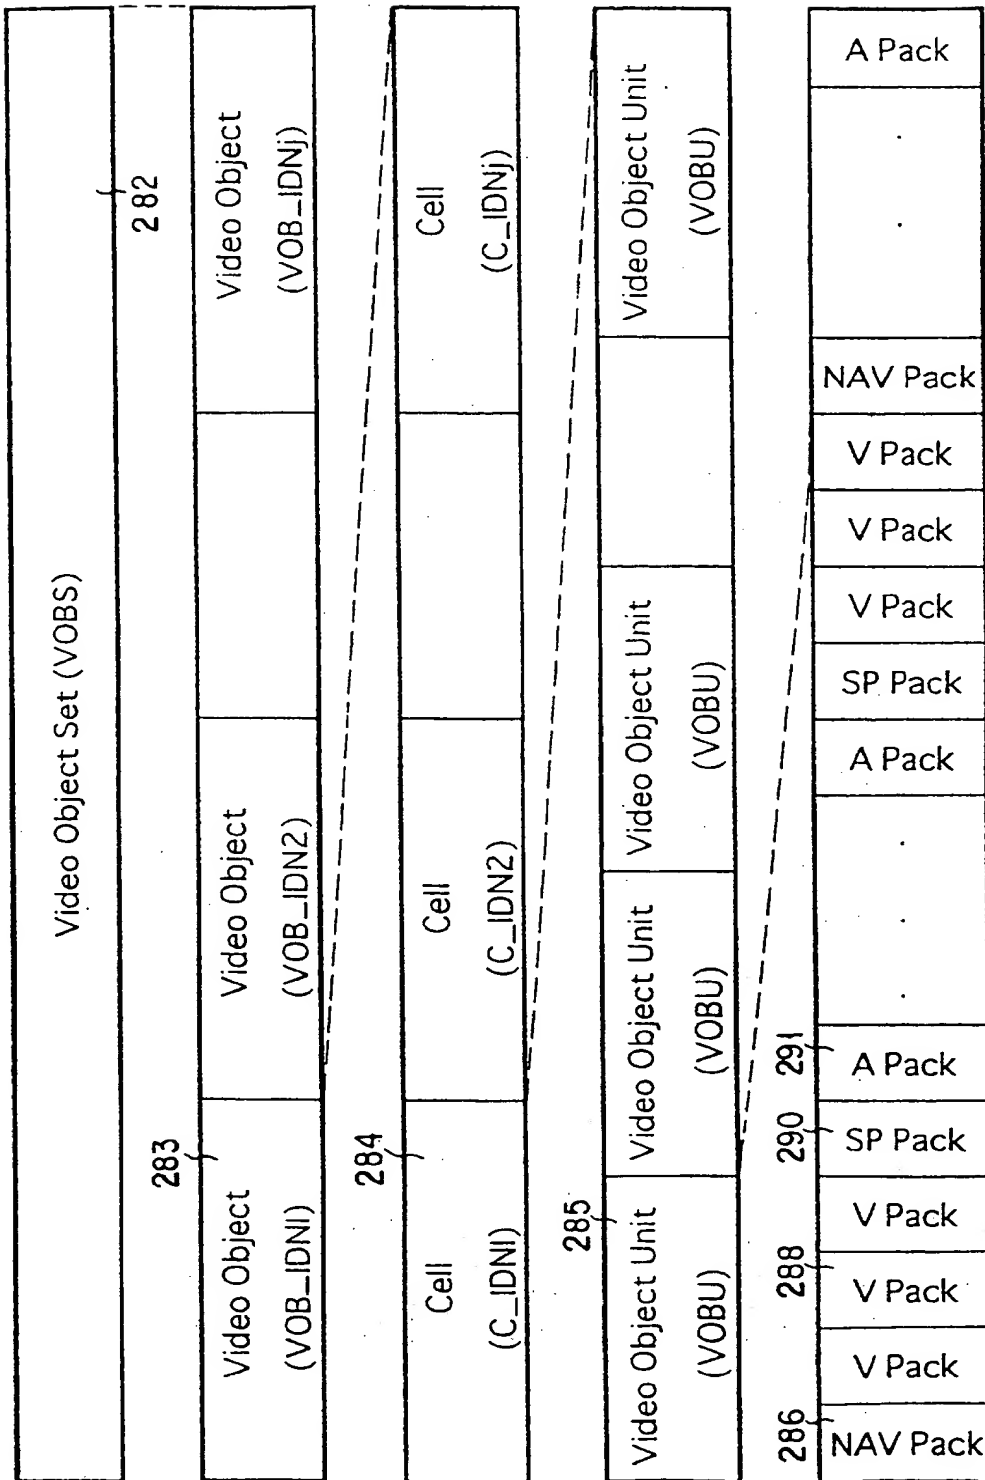 Video Object Set (VOBS)
282
283
Video Object
(VOB_IDN1)
Video Object
(VOB_IDN2)
Video Object
(VOB_IDNj)
284
Cell
(C_IDN1)
Cell
(C_IDN2)
Cell
(C_IDNj)
285
Video Object Unit
(VOBU)
Video Object Unit
(VOBU)
Video Object Unit
(VOBU)
Video Object Unit
(VOBU)
286
288
290
291
NAV Pack
V Pack
V Pack
V Pack
SP Pack
A Pack
. . .
A Pack
SP Pack
V Pack
V Pack
V Pack
NAV Pack
. .
A Pack